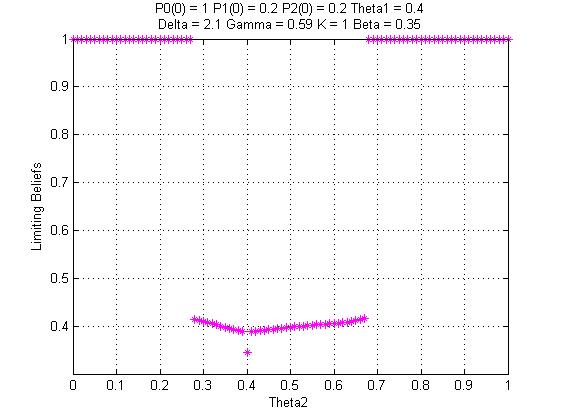 P0(0) = 1 P1(0) = 0.2 P2(0) = 0.2 Theta1 = 0.4
Delta = 2.1 Gamma = 0.59 K = 1 Beta = 0.35
1
0.9
0.8
0.7
0.6
0.5
0.4
Limiting Beliefs
0 0.1 0.2 0.3 0.4 0.5 0.6 0.7 0.8 0.9 1
Theta2